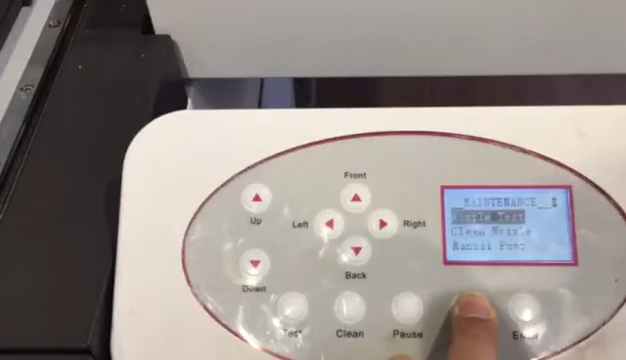 Front
Up
Left
Right
Back
Down
Test
Clean
Pause
MAINTENANCE
Nozzle Test
Clean Nozzle